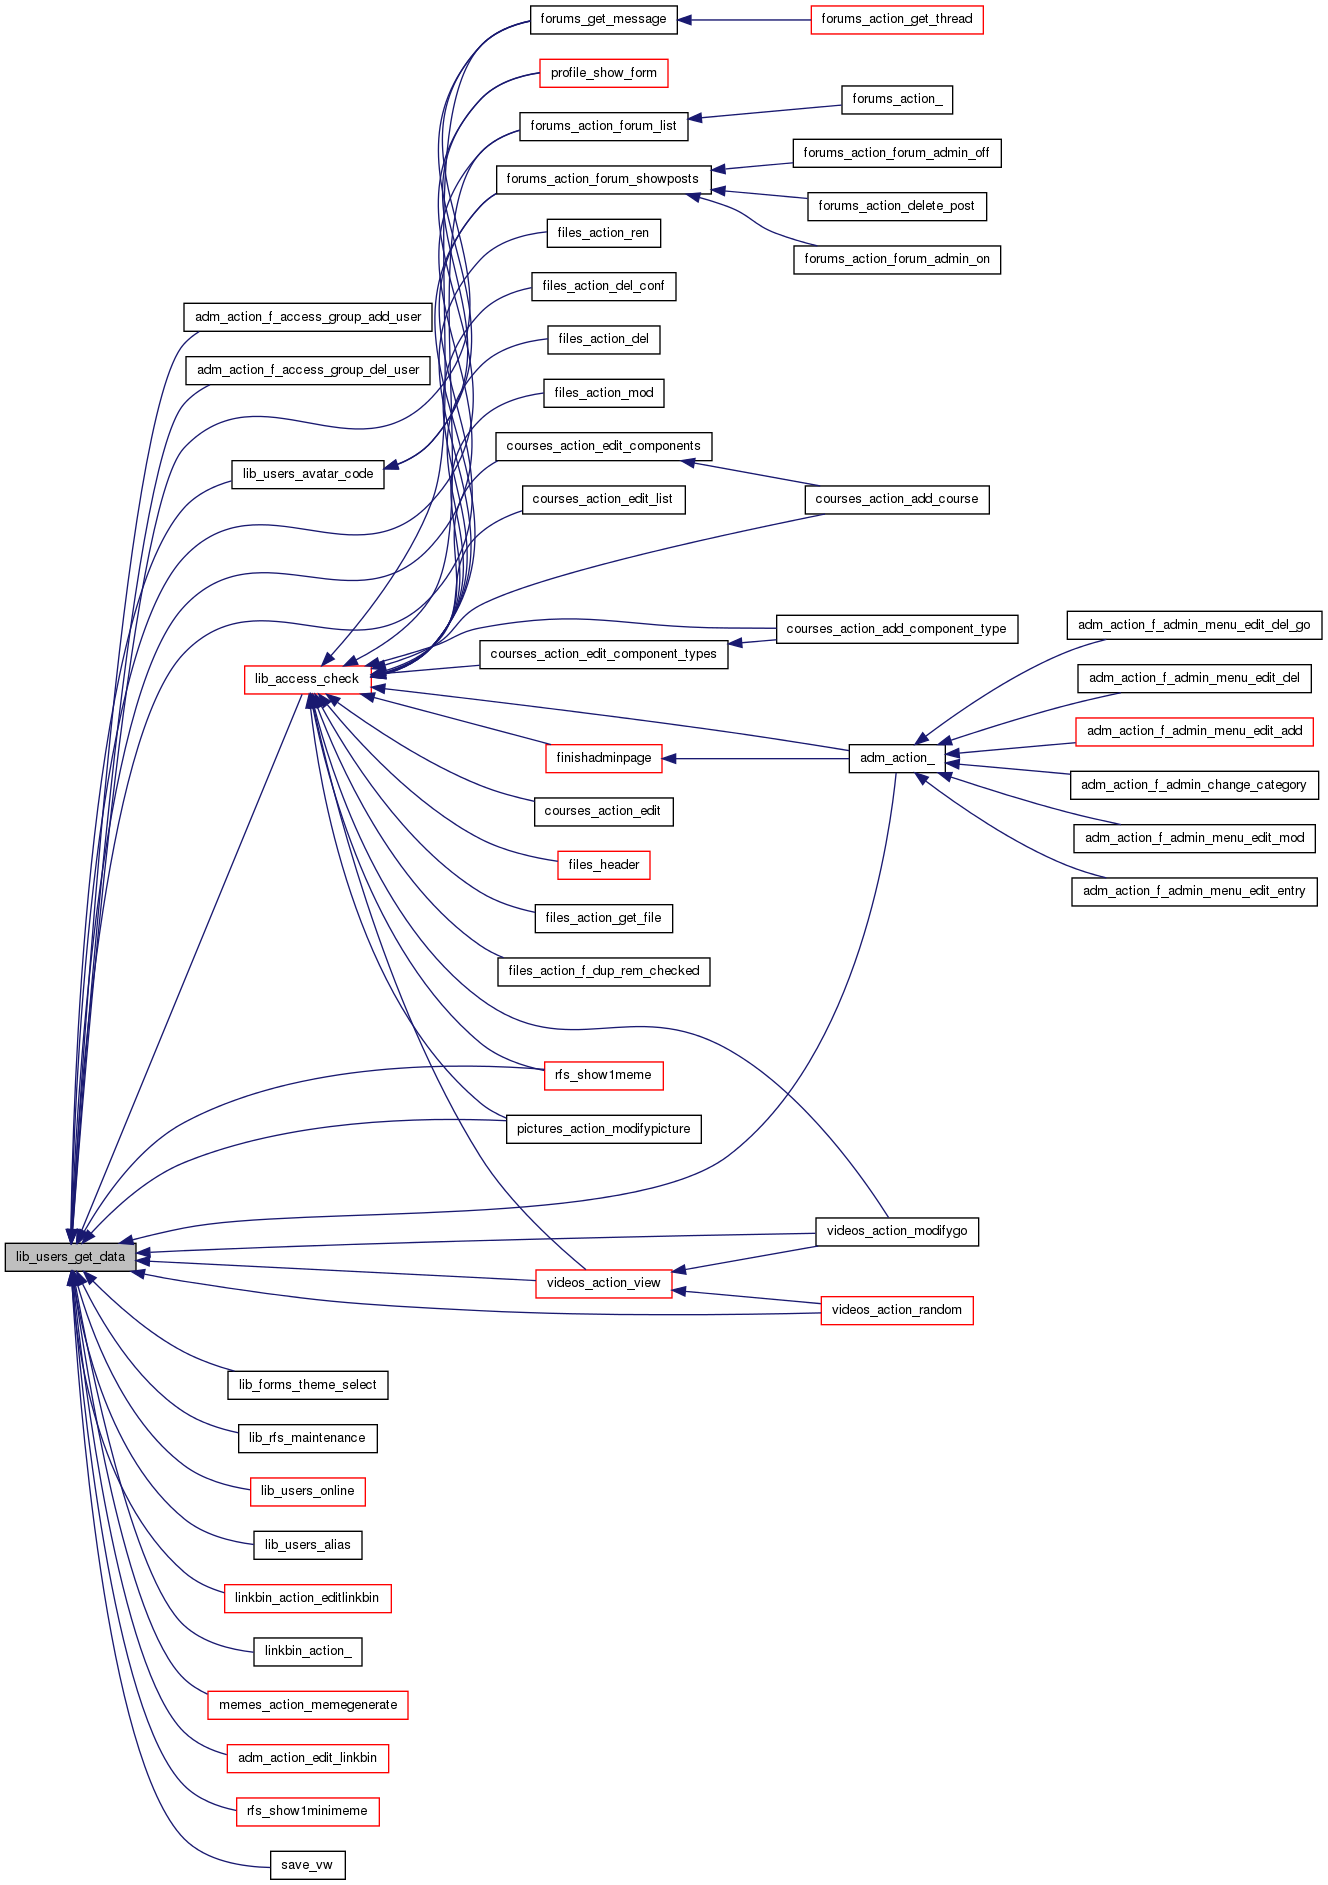 forums_get_message
forums_action_get_thread
profile_show_form
forums_action_
forums_action_forum_list
forums_action_forum_admin_off
forums_action_forum_showposts
forums_action_delete_post
files_action_ren
forums_action_forum_admin_on
files_action_del_conf
adm_action_f_access_group_add_user
files_action_del
adm_action_f_access_group_del_user
files_action_mod
courses_action_edit_components
lib_users_avatar_code
courses_action_edit_list
courses_action_add_course
adm_action_f_admin_menu_edit_del_go
courses_action_add_component_type
courses_action_edit_component_types
lib_access_check
adm_action_f_admin_menu_edit_del
adm_action_f_admin_menu_edit_add
finishadminpage
adm_action_
adm_action_f_admin_change_category
courses_action_edit
adm_action_f_admin_menu_edit_mod
files_header
adm_action_f_admin_menu_edit_entry
files_action_get_file
files_action_f_dup_rem_checked
rfs_show1meme
pictures_action_modifypicture
videos_action_modifygo
lib_users_get_data
videos_action_view
videos_action_random
lib_forms_theme_select
lib_rfs_maintenance
lib_users_online
lib_users_alias
linkbin_action_editlinkbin
linkbin_action_
memes_action_memegenerate
adm_action_edit_linkbin
rfs_show1minimeme
save_vw